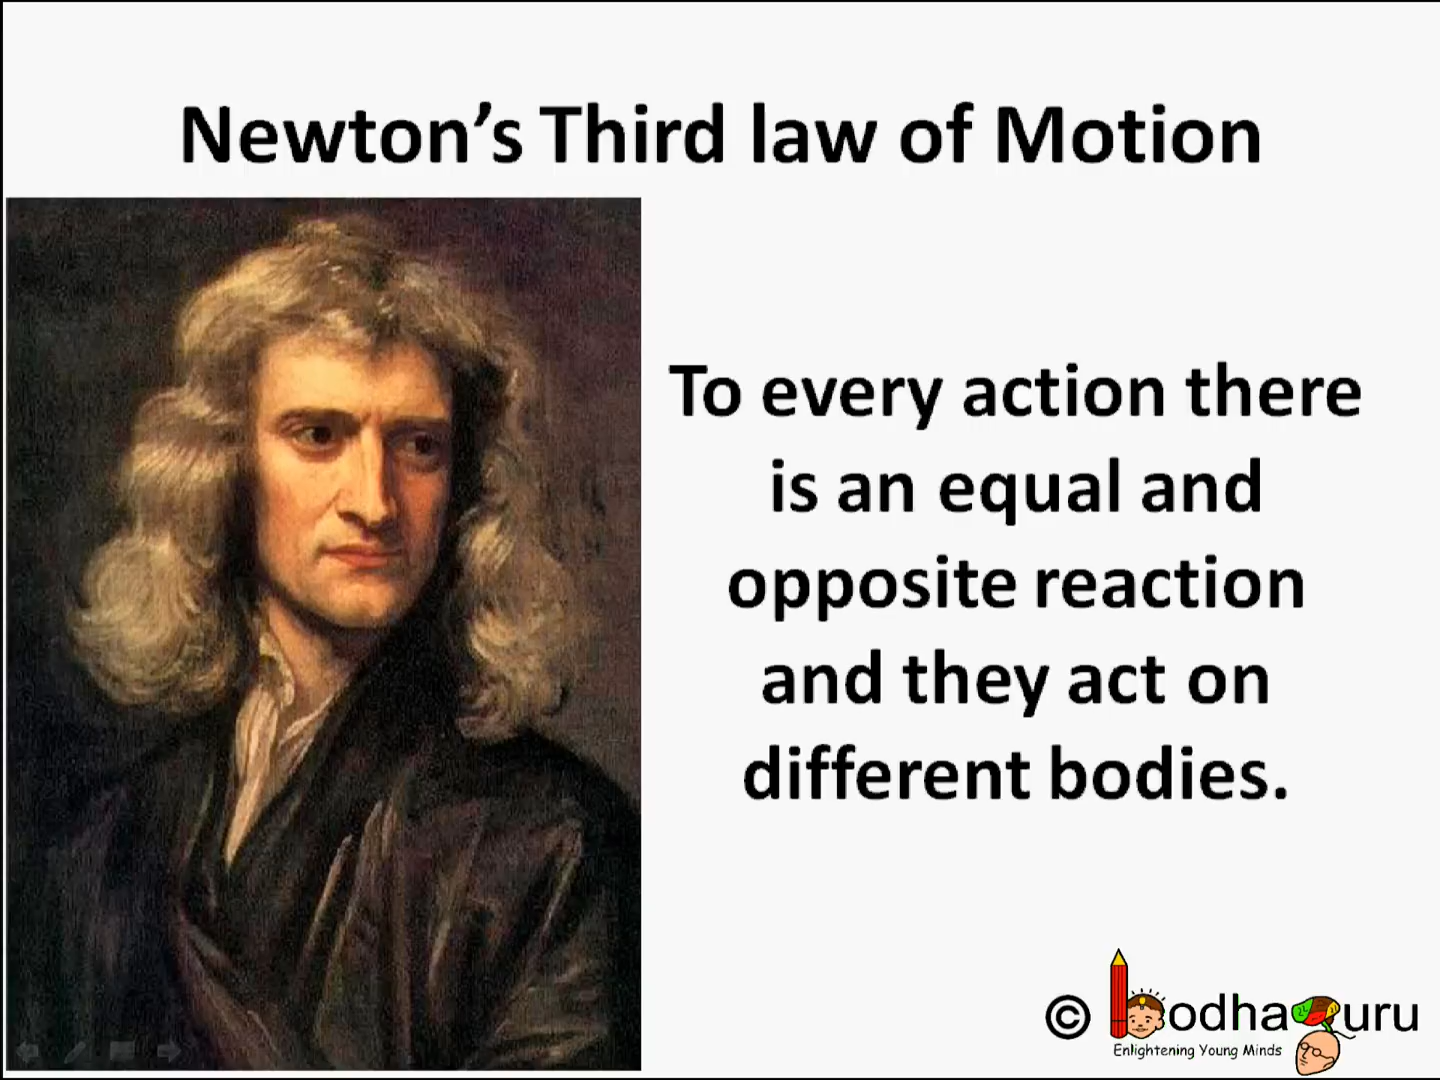 Newton’s Third law of Motion
To every action there
is an equal and
opposite reaction
and they act on
different bodies.
© bodhaguru
Enlightening Young Minds